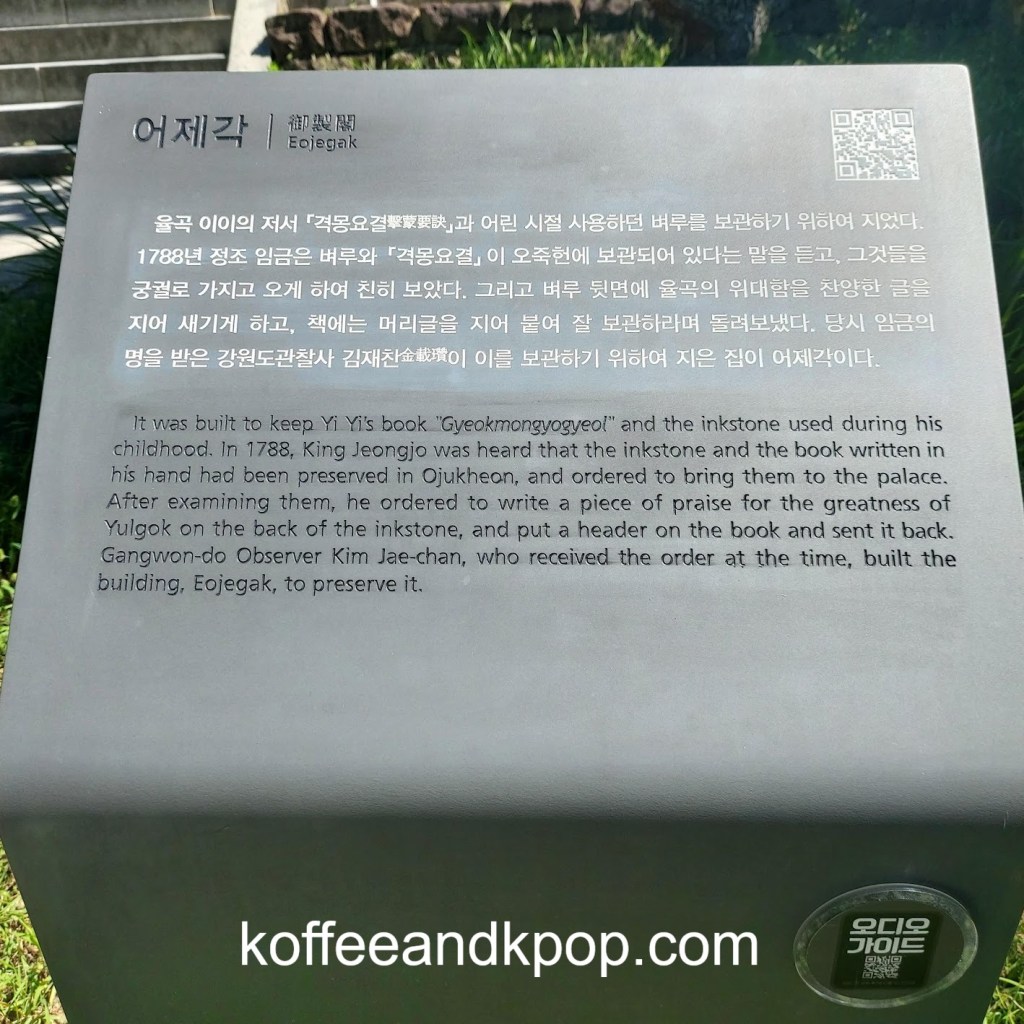 어제각 | 御製閣
Eojegak
율곡 이이의 저서 「격몽요결擊蒙要訣」과 어린 시절 사용하던 벼루를 보관하기 위하여 지었다.
1788년 정조 임금은 벼루와 「격몽요결」이 오죽헌에 보관되어 있다는 말을 듣고, 그것들을
궁궐로 가지고 오게 하여 친히 보았다. 그리고 벼루 뒷면에 율곡의 위대함을 찬양한 글을
지어 새기게 하고, 책에는 머리글을 지어 붙여 잘 보관하라며 돌려보냈다. 당시 임금의
명을 받은 강원도관찰사 김재찬金載瓚이 이를 보관하기 위하여 지은 집이 어제각이다.
It was built to keep Yi Yi's book "Gyeokmongyogyeol" and the inkstone used during his
childhood. In 1788, King Jeongjo was heard that the inkstone and the book written in
his hand had been preserved in Ojukheon, and ordered to bring them to the palace.
After examining them, he ordered to write a piece of praise for the greatness of
Yulgok on the back of the inkstone, and put a header on the book and sent it back.
Gangwon-do Observer Kim Jae-chan, who received the order at the time, built the
building, Eojegak, to preserve it.
koffeeandkpop.com
오디오
가이드